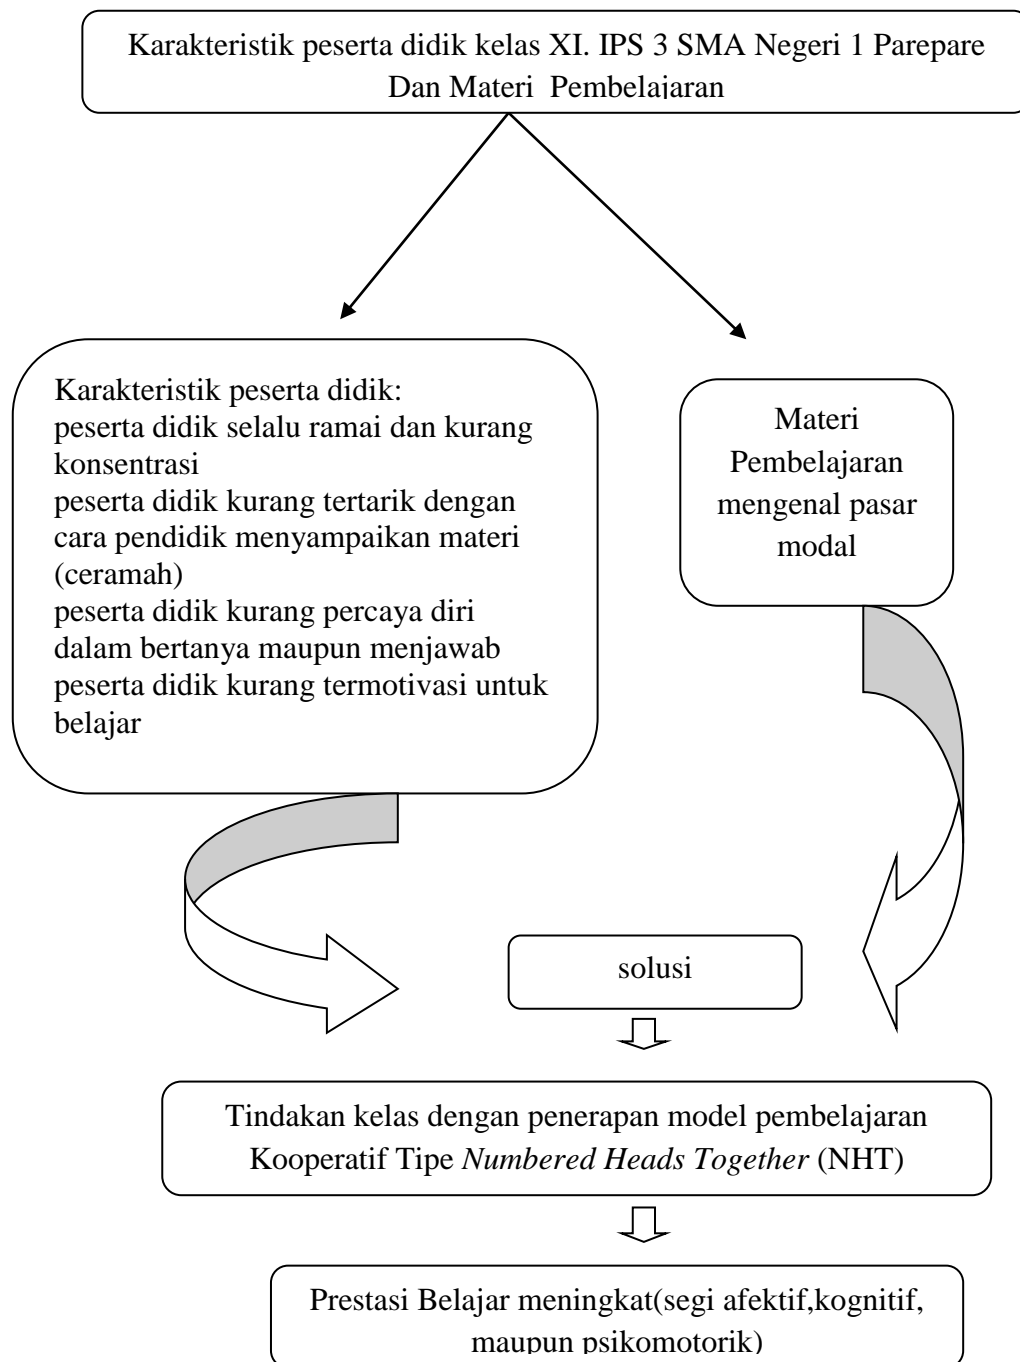 Karakteristik peserta didik kelas XI. IPS 3 SMA Negeri 1 Parepare
Dan Materi Pembelajaran
Karakteristik peserta didik:
peserta didik selalu ramai dan kurang
konsentrasi
peserta didik kurang tertarik dengan
cara pendidik menyampaikan materi
(ceramah)
peserta didik kurang percaya diri
dalam bertanya maupun menjawab
peserta didik kurang termotivasi untuk
belajar
Materi
Pembelajaran
mengenal pasar
modal
solusi
Tindakan kelas dengan penerapan model pembelajaran
Kooperatif Tipe Numbered Heads Together (NHT)
Prestasi Belajar meningkat(segi afektif,kognitif,
maupun psikomotorik)